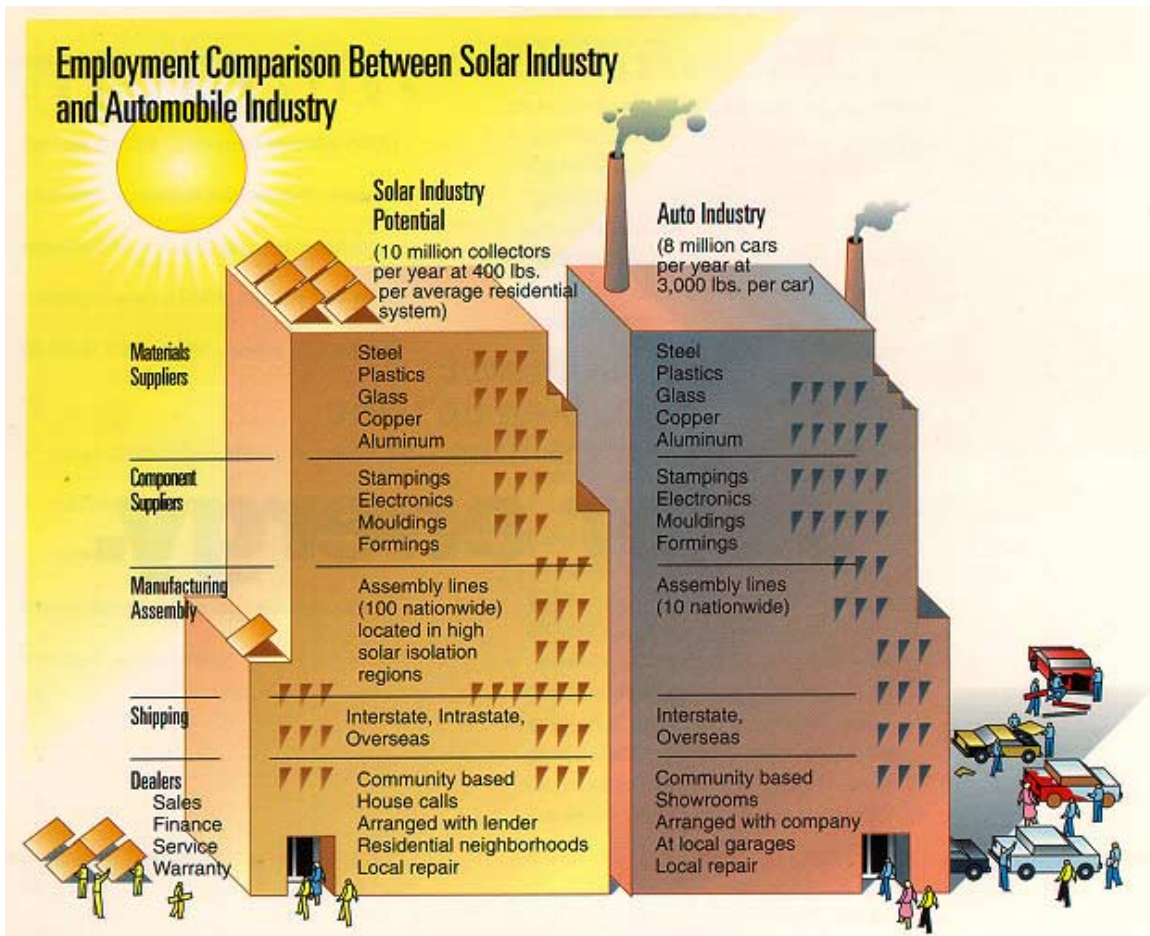 Employment Comparison Between Solar Industry
and Automobile Industry
Solar Industry
Potential
(10 million collectors
per year at 400 lbs.
per average residential
system)
Auto Industry
(8 million cars
per year at
3,000 lbs. per car)
Materials
Suppliers
Steel
Plastics
Glass
Copper
Aluminum
Steel
Plastics
Glass
Copper
Aluminum
Component
Suppliers
Stampings
Electronics
Mouldings
Formings
Stampings
Electronics
Mouldings
Formings
Manufacturing
Assembly
Assembly lines
(100 nationwide)
located in high
solar isolation
regions
Assembly lines
(10 nationwide)
Shipping
Interstate, Intrastate,
Overseas
Interstate,
Overseas
Dealers
Sales
Finance
Service
Warranty
Community based
House calls
Arranged with lender
Residential neighborhoods
Local repair
Community based
Showrooms
Arranged with company
At local garages
Local repair